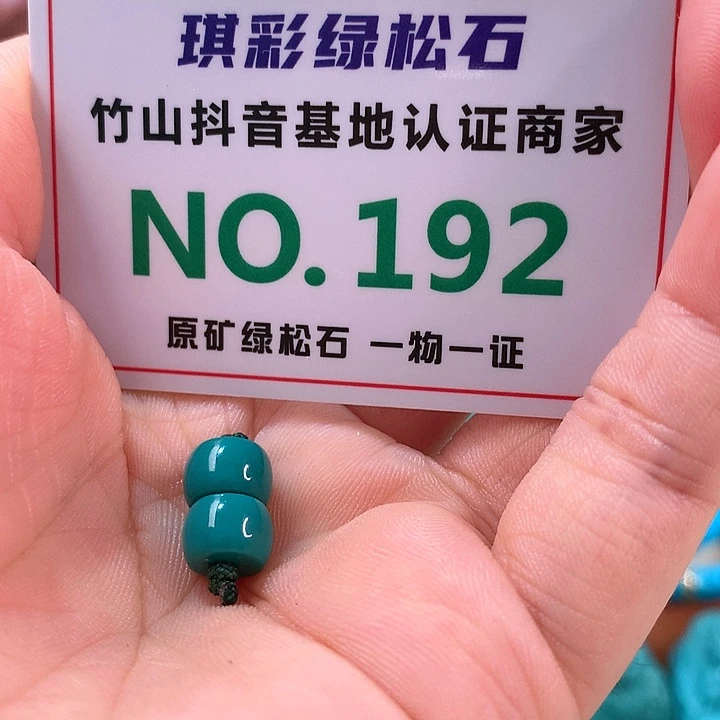 琪彩绿松石
竹山抖音基地认证商家
NO.192
原矿绿松石 一物一证